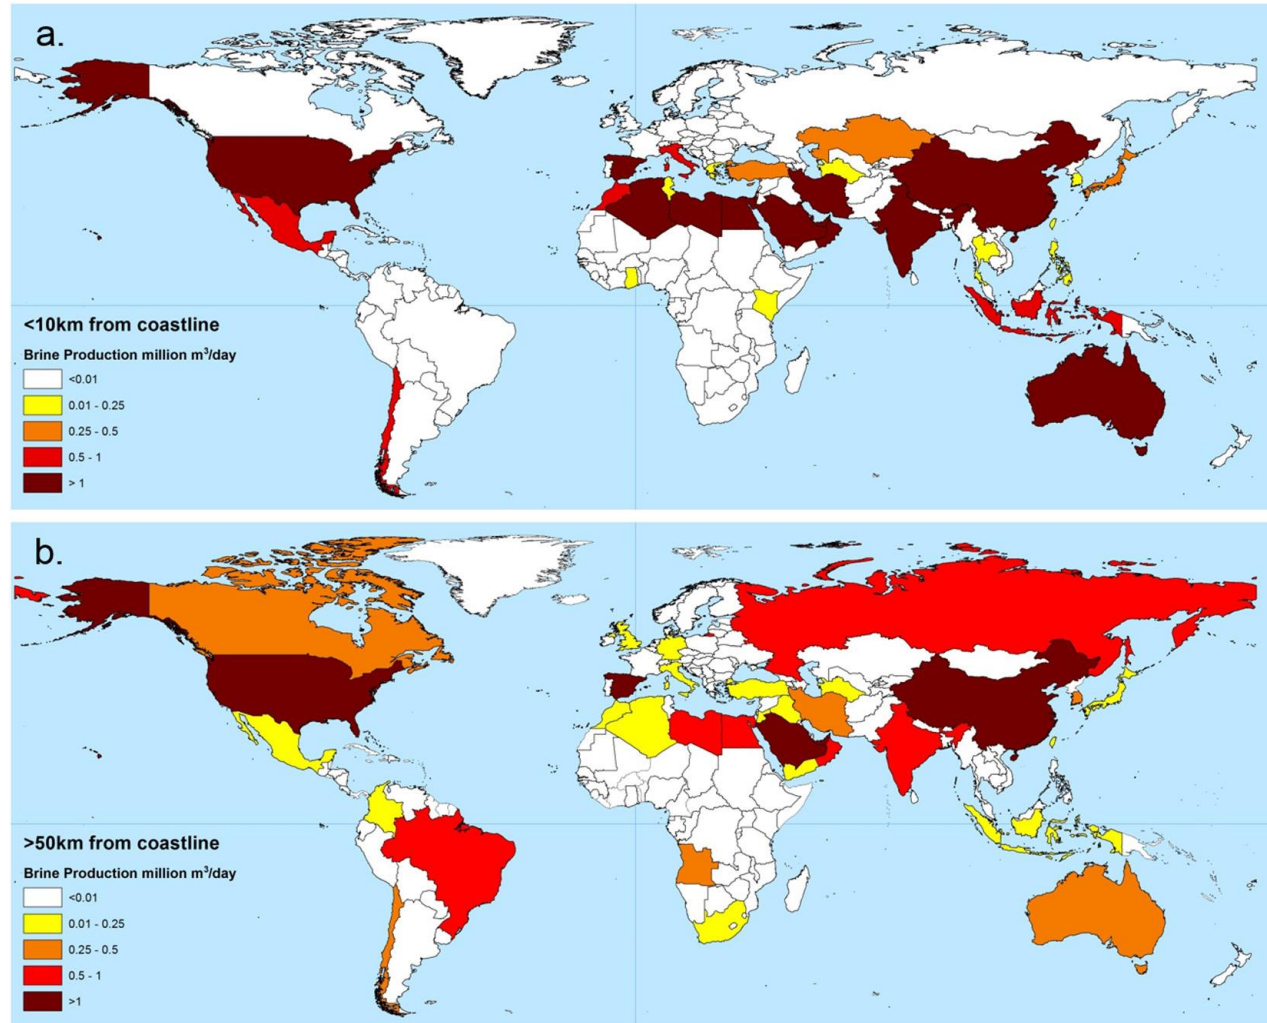 a.
<10km from coastline
Brine Production million m³/day
<0.01
0.01 - 0.25
0.25 - 0.5
0.5 - 1
> 1
b.
>50km from coastline
Brine Production million m³/day
<0.01
0.01 - 0.25
0.25 - 0.5
0.5 - 1
>1